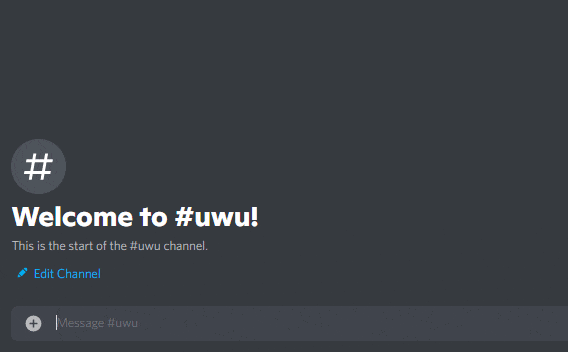 #
Welcome to #uwu!
This is the start of the #uwu channel.
Edit Channel
Message #uwu